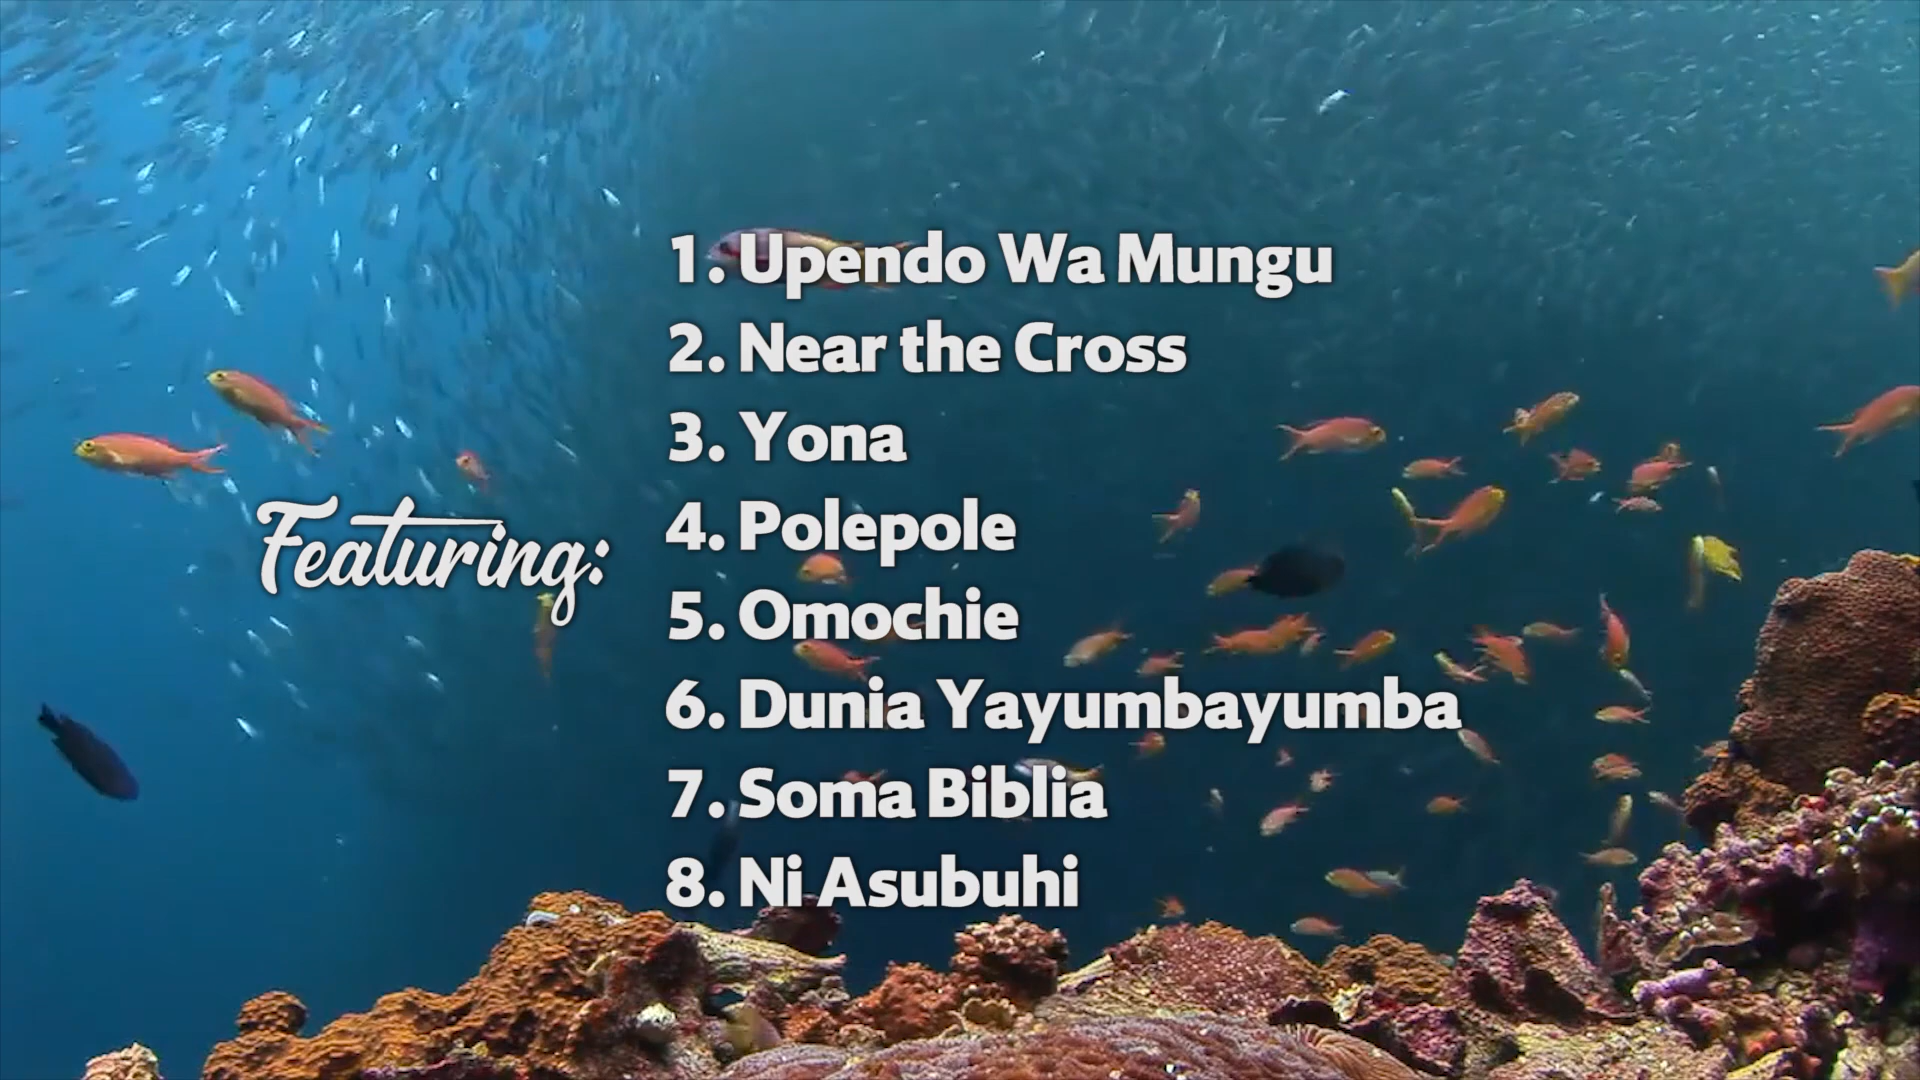 Featuring:
1. Upendo Wa Mungu
2. Near the Cross
3. Yona
4. Polepole
5. Omochie
6. Dunia Yayumbayumba
7. Soma Biblia
8. Ni Asubuhi